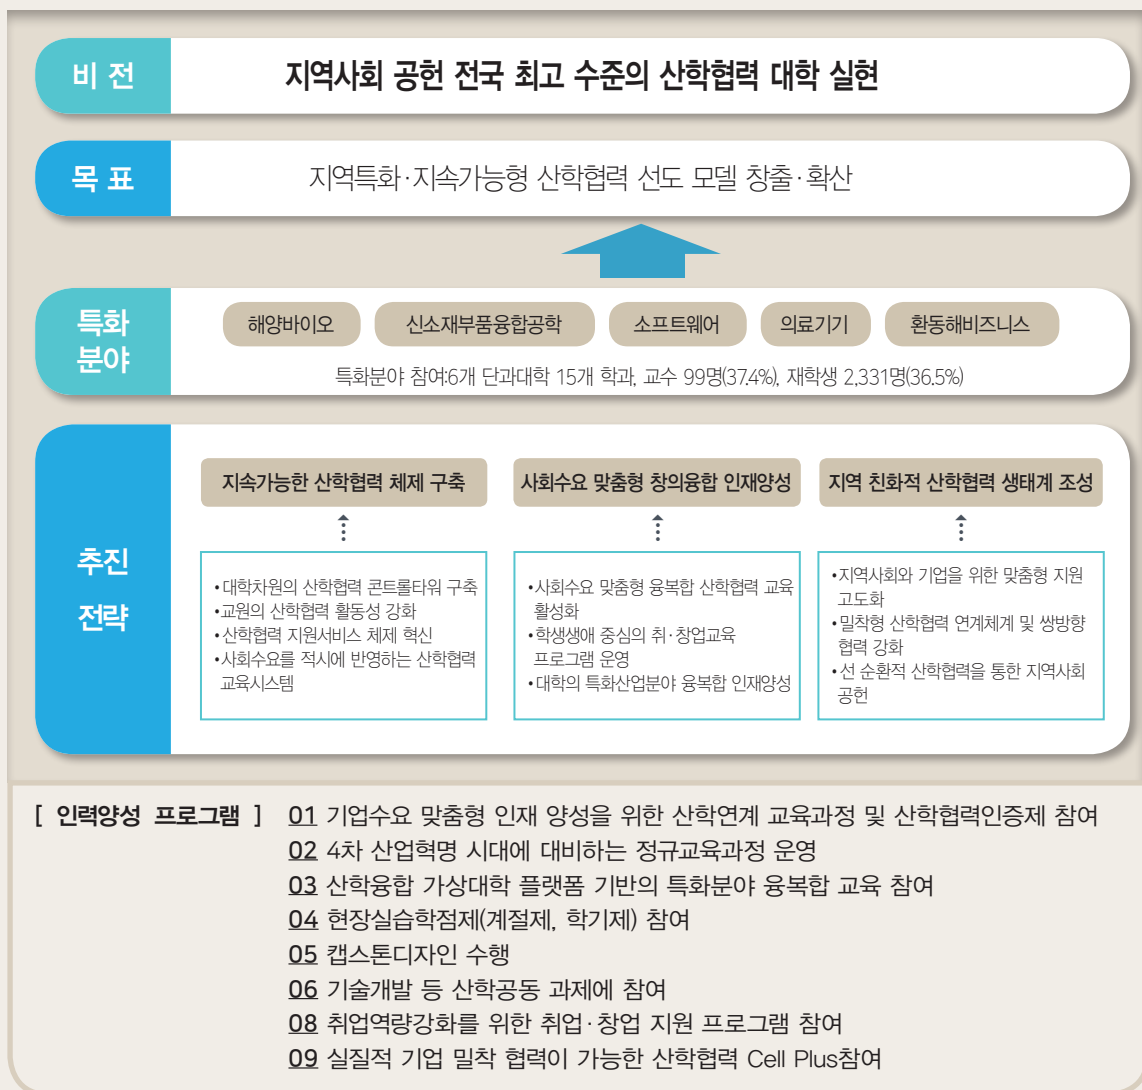 비 전
지역사회 공헌 전국 최고 수준의 산학협력 대학 실현
목 표
지역특화·지속가능형 산학협력 선도 모델 창출·확산
특화
분야
해양바이오
신소재부품융합공학
소프트웨어
의료기기
환동해비즈니스
특화분야 참여:6개 단과대학 15개 학과, 교수 99명(37.4%), 재학생 2,331명(36.5%)
추진
전략
지속가능한 산학협력 체제 구축
•대학차원의 산학협력 콘트롤타워 구축
•교원의 산학협력 활동성 강화
•산학협력 지원서비스 체제 혁신
•사회수요를 적시에 반영하는 산학협력
교육시스템
사회수요 맞춤형 창의융합 인재양성
•사회수요 맞춤형 융복합 산학협력 교육
활성화
•학생생애 중심의 취·창업교육
프로그램 운영
•대학의 특화산업분야 융복합 인재양성
지역 친화적 산학협력 생태계 조성
•지역사회와 기업을 위한 맞춤형 지원
고도화
•밀착형 산학협력 연계체계 및 쌍방향
협력 강화
•선 순환적 산학협력을 통한 지역사회
공헌
[ 인력양성 프로그램 ] 01 기업수요 맞춤형 인재 양성을 위한 산학연계 교육과정 및 산학협력인증제 참여
02 4차 산업혁명 시대에 대비하는 정규교육과정 운영
03 산학융합 가상대학 플랫폼 기반의 특화분야 융복합 교육 참여
04 현장실습학점제(계절제, 학기제) 참여
05 캡스톤디자인 수행
06 기술개발 등 산학공동 과제에 참여
08 취업역량강화를 위한 취업·창업 지원 프로그램 참여
09 실질적 기업 밀착 협력이 가능한 산학협력 Cell Plus참여